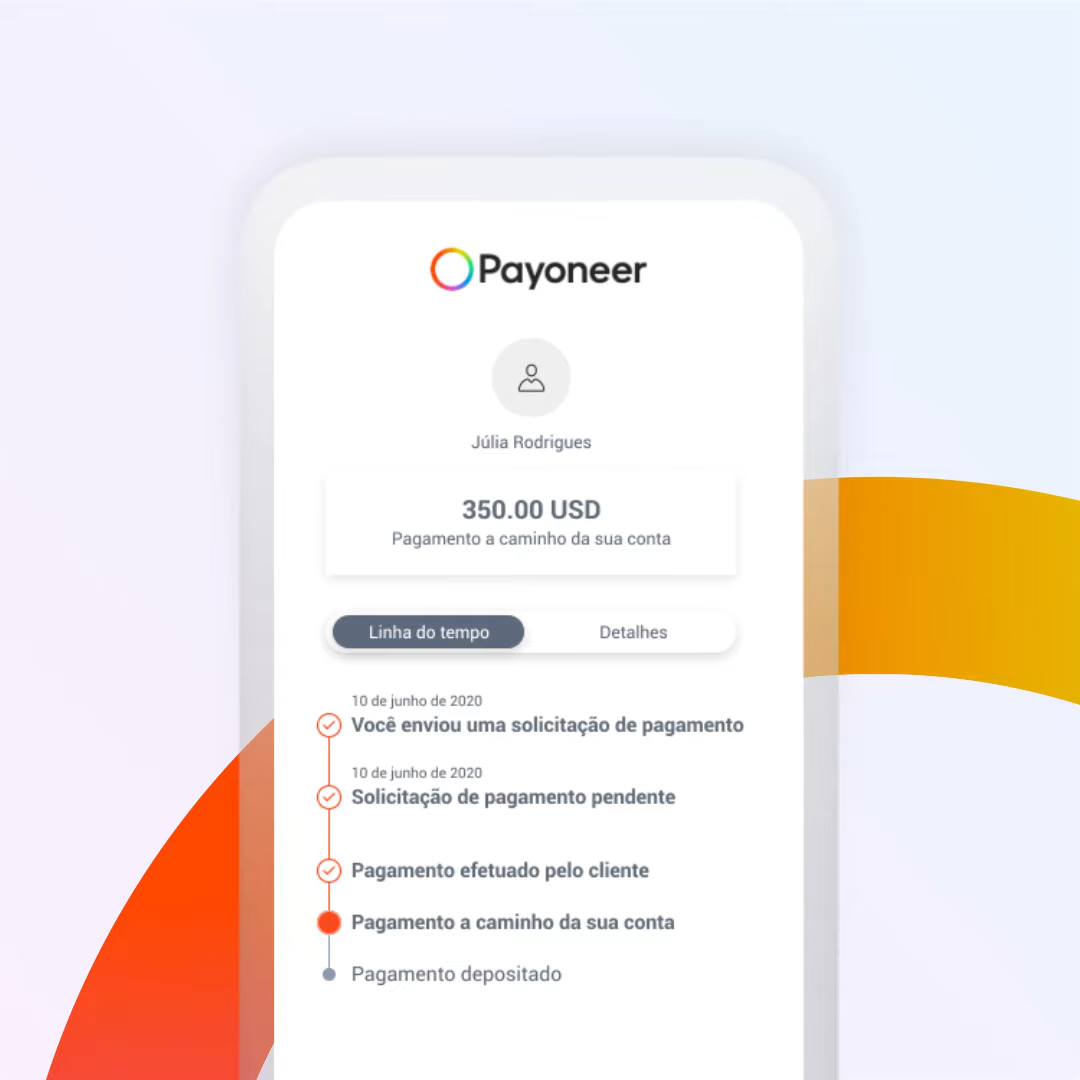 Payoneer
Júlia Rodrigues
350.00 USD
Pagamento a caminho da sua conta
Linha do tempo
Detalhes
10 de junho de 2020
Você enviou uma solicitação de pagamento
10 de junho de 2020
Solicitação de pagamento pendente
Pagamento efetuado pelo cliente
Pagamento a caminho da sua conta
Pagamento depositado